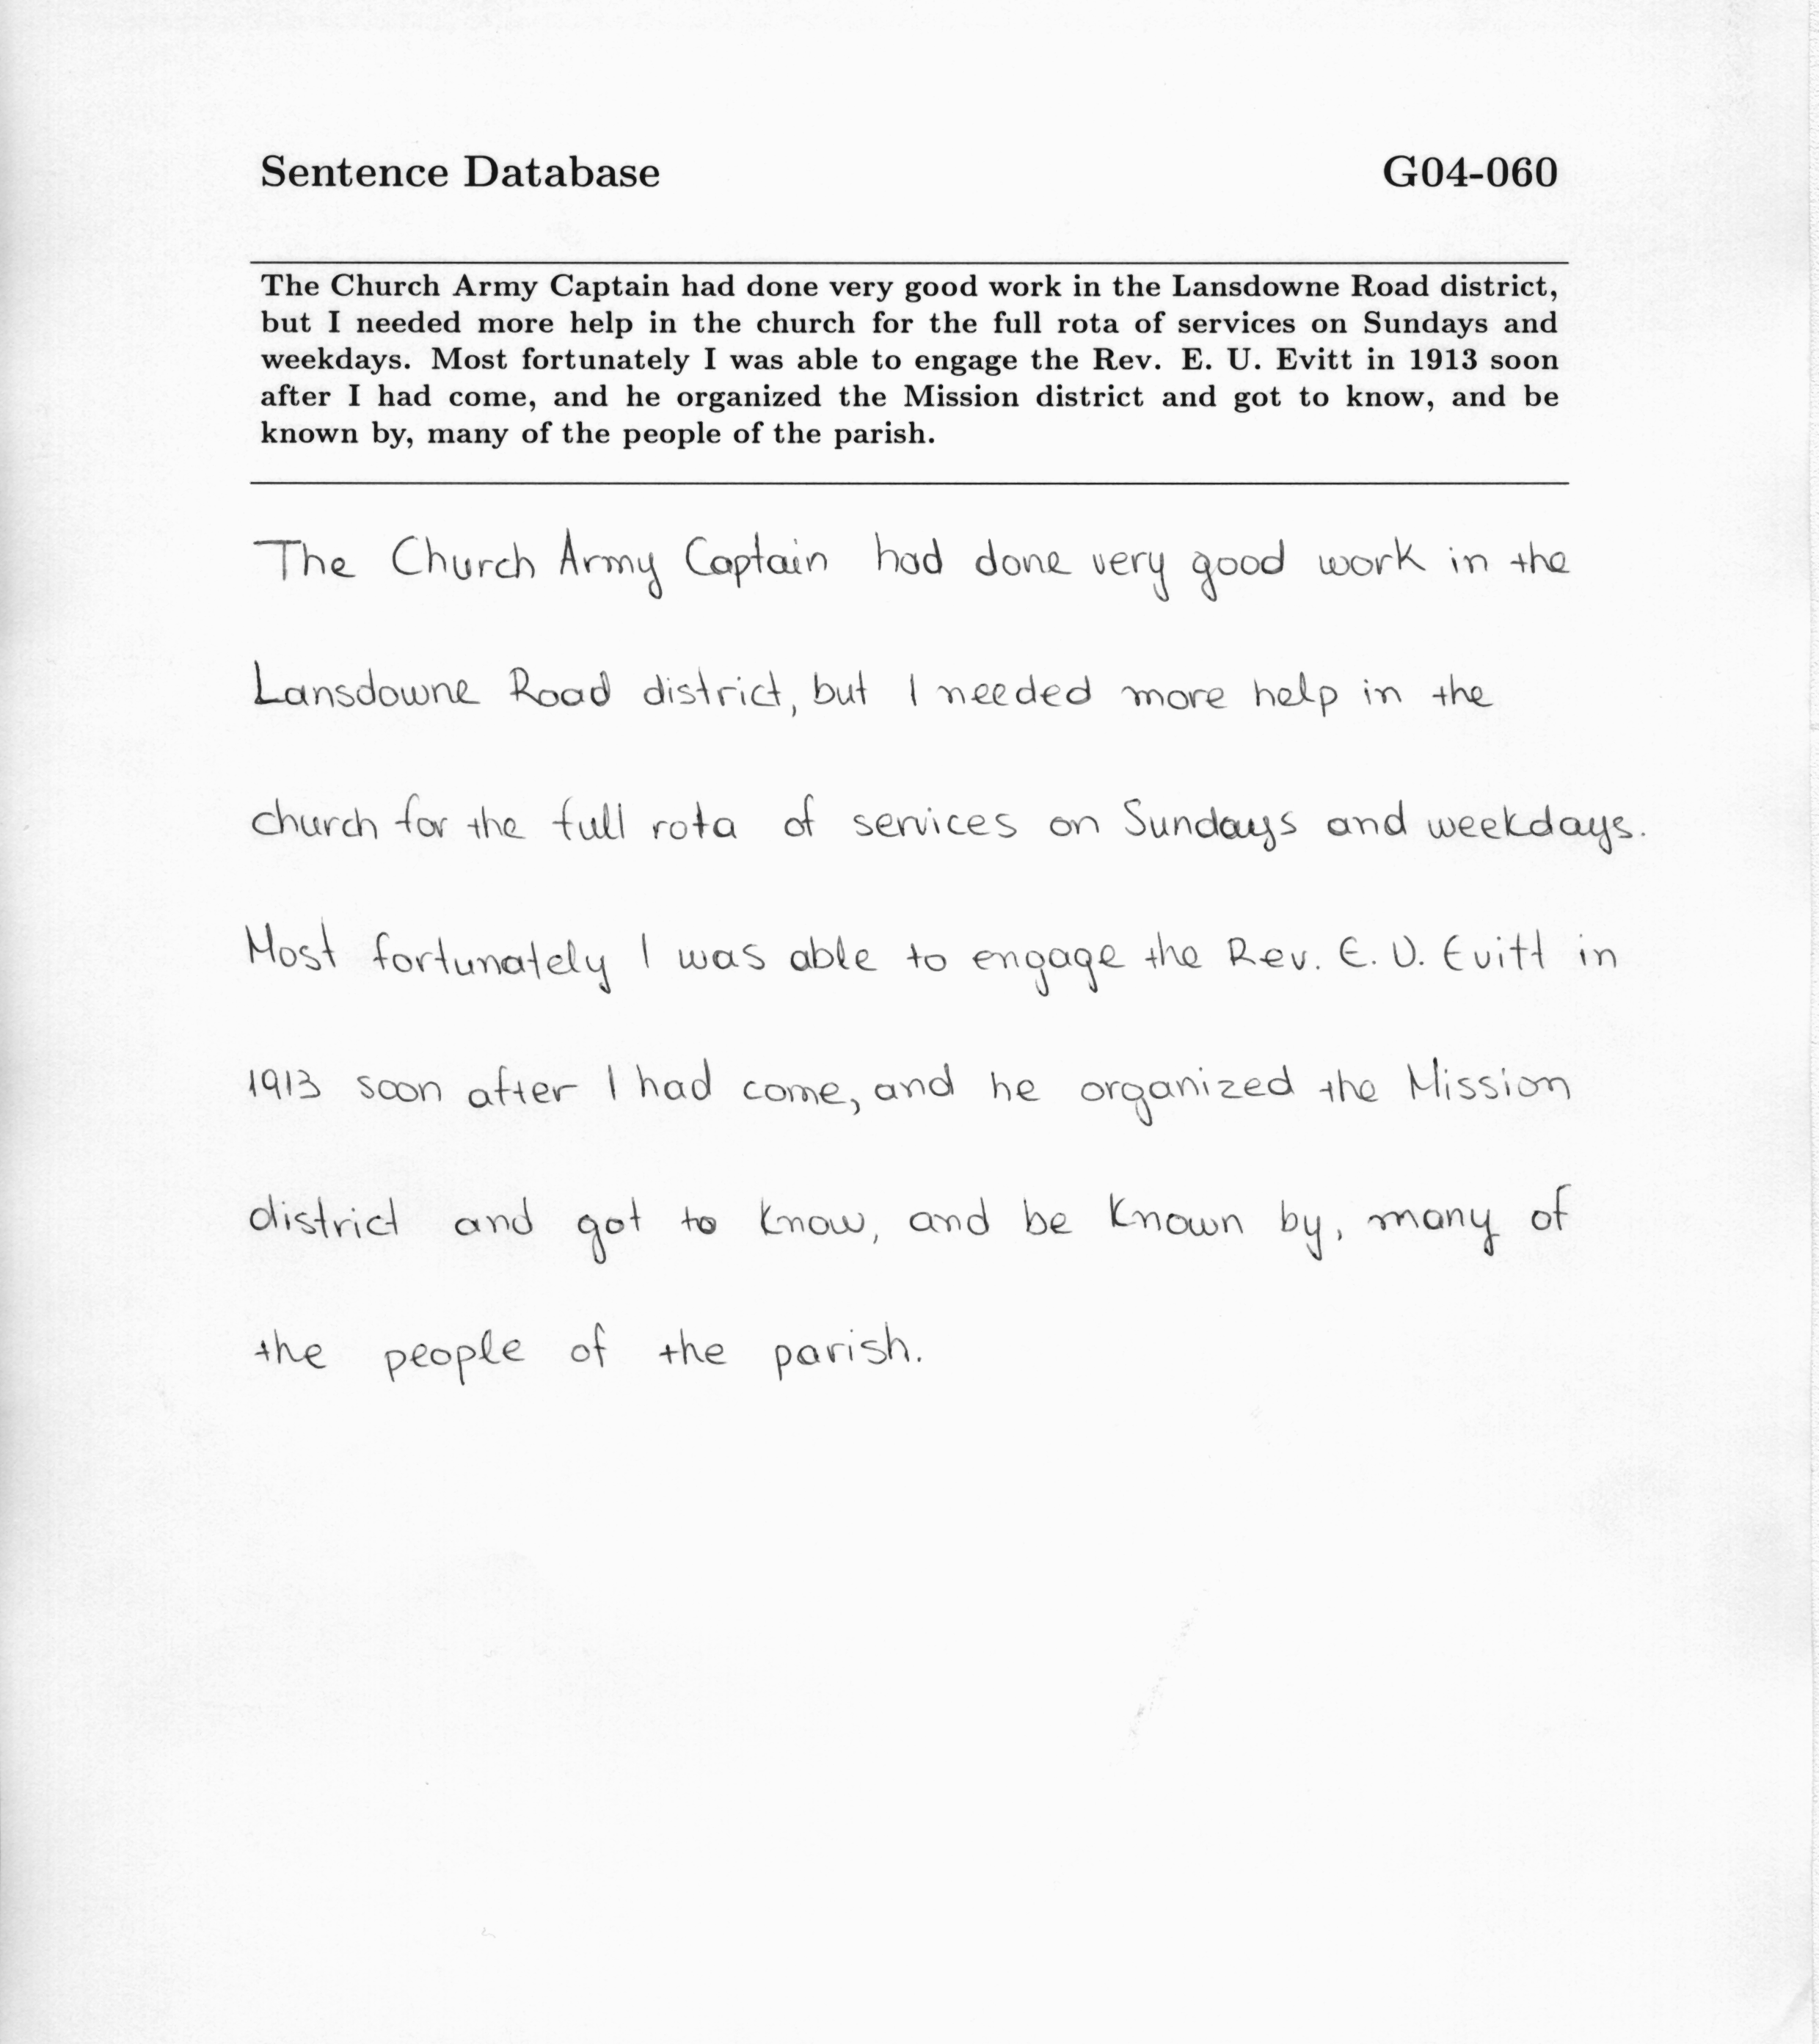 Sentence Database G04-060
The Church Army Captain had done very good work in the Lansdowne Road district,
but I needed more help in the church for the full rota of services on Sundays and
weekdays. Most fortunately I was able to engage the Rev. E. U. Evitt in 1913 soon
after I had come, and he organized the Mission district and got to know, and be
known by, many of the people of the parish.
The Church Army Captain had done very good work in the
Lansdowne Road district, but I needed more help in the
church for the full rota of services on Sundays and weekdays.
Most fortunately I was able to engage the Rev. E. U. Evitt in
1913 soon after I had come, and he organized the Mission
district and got to know, and be known by, many of
the people of the parish.